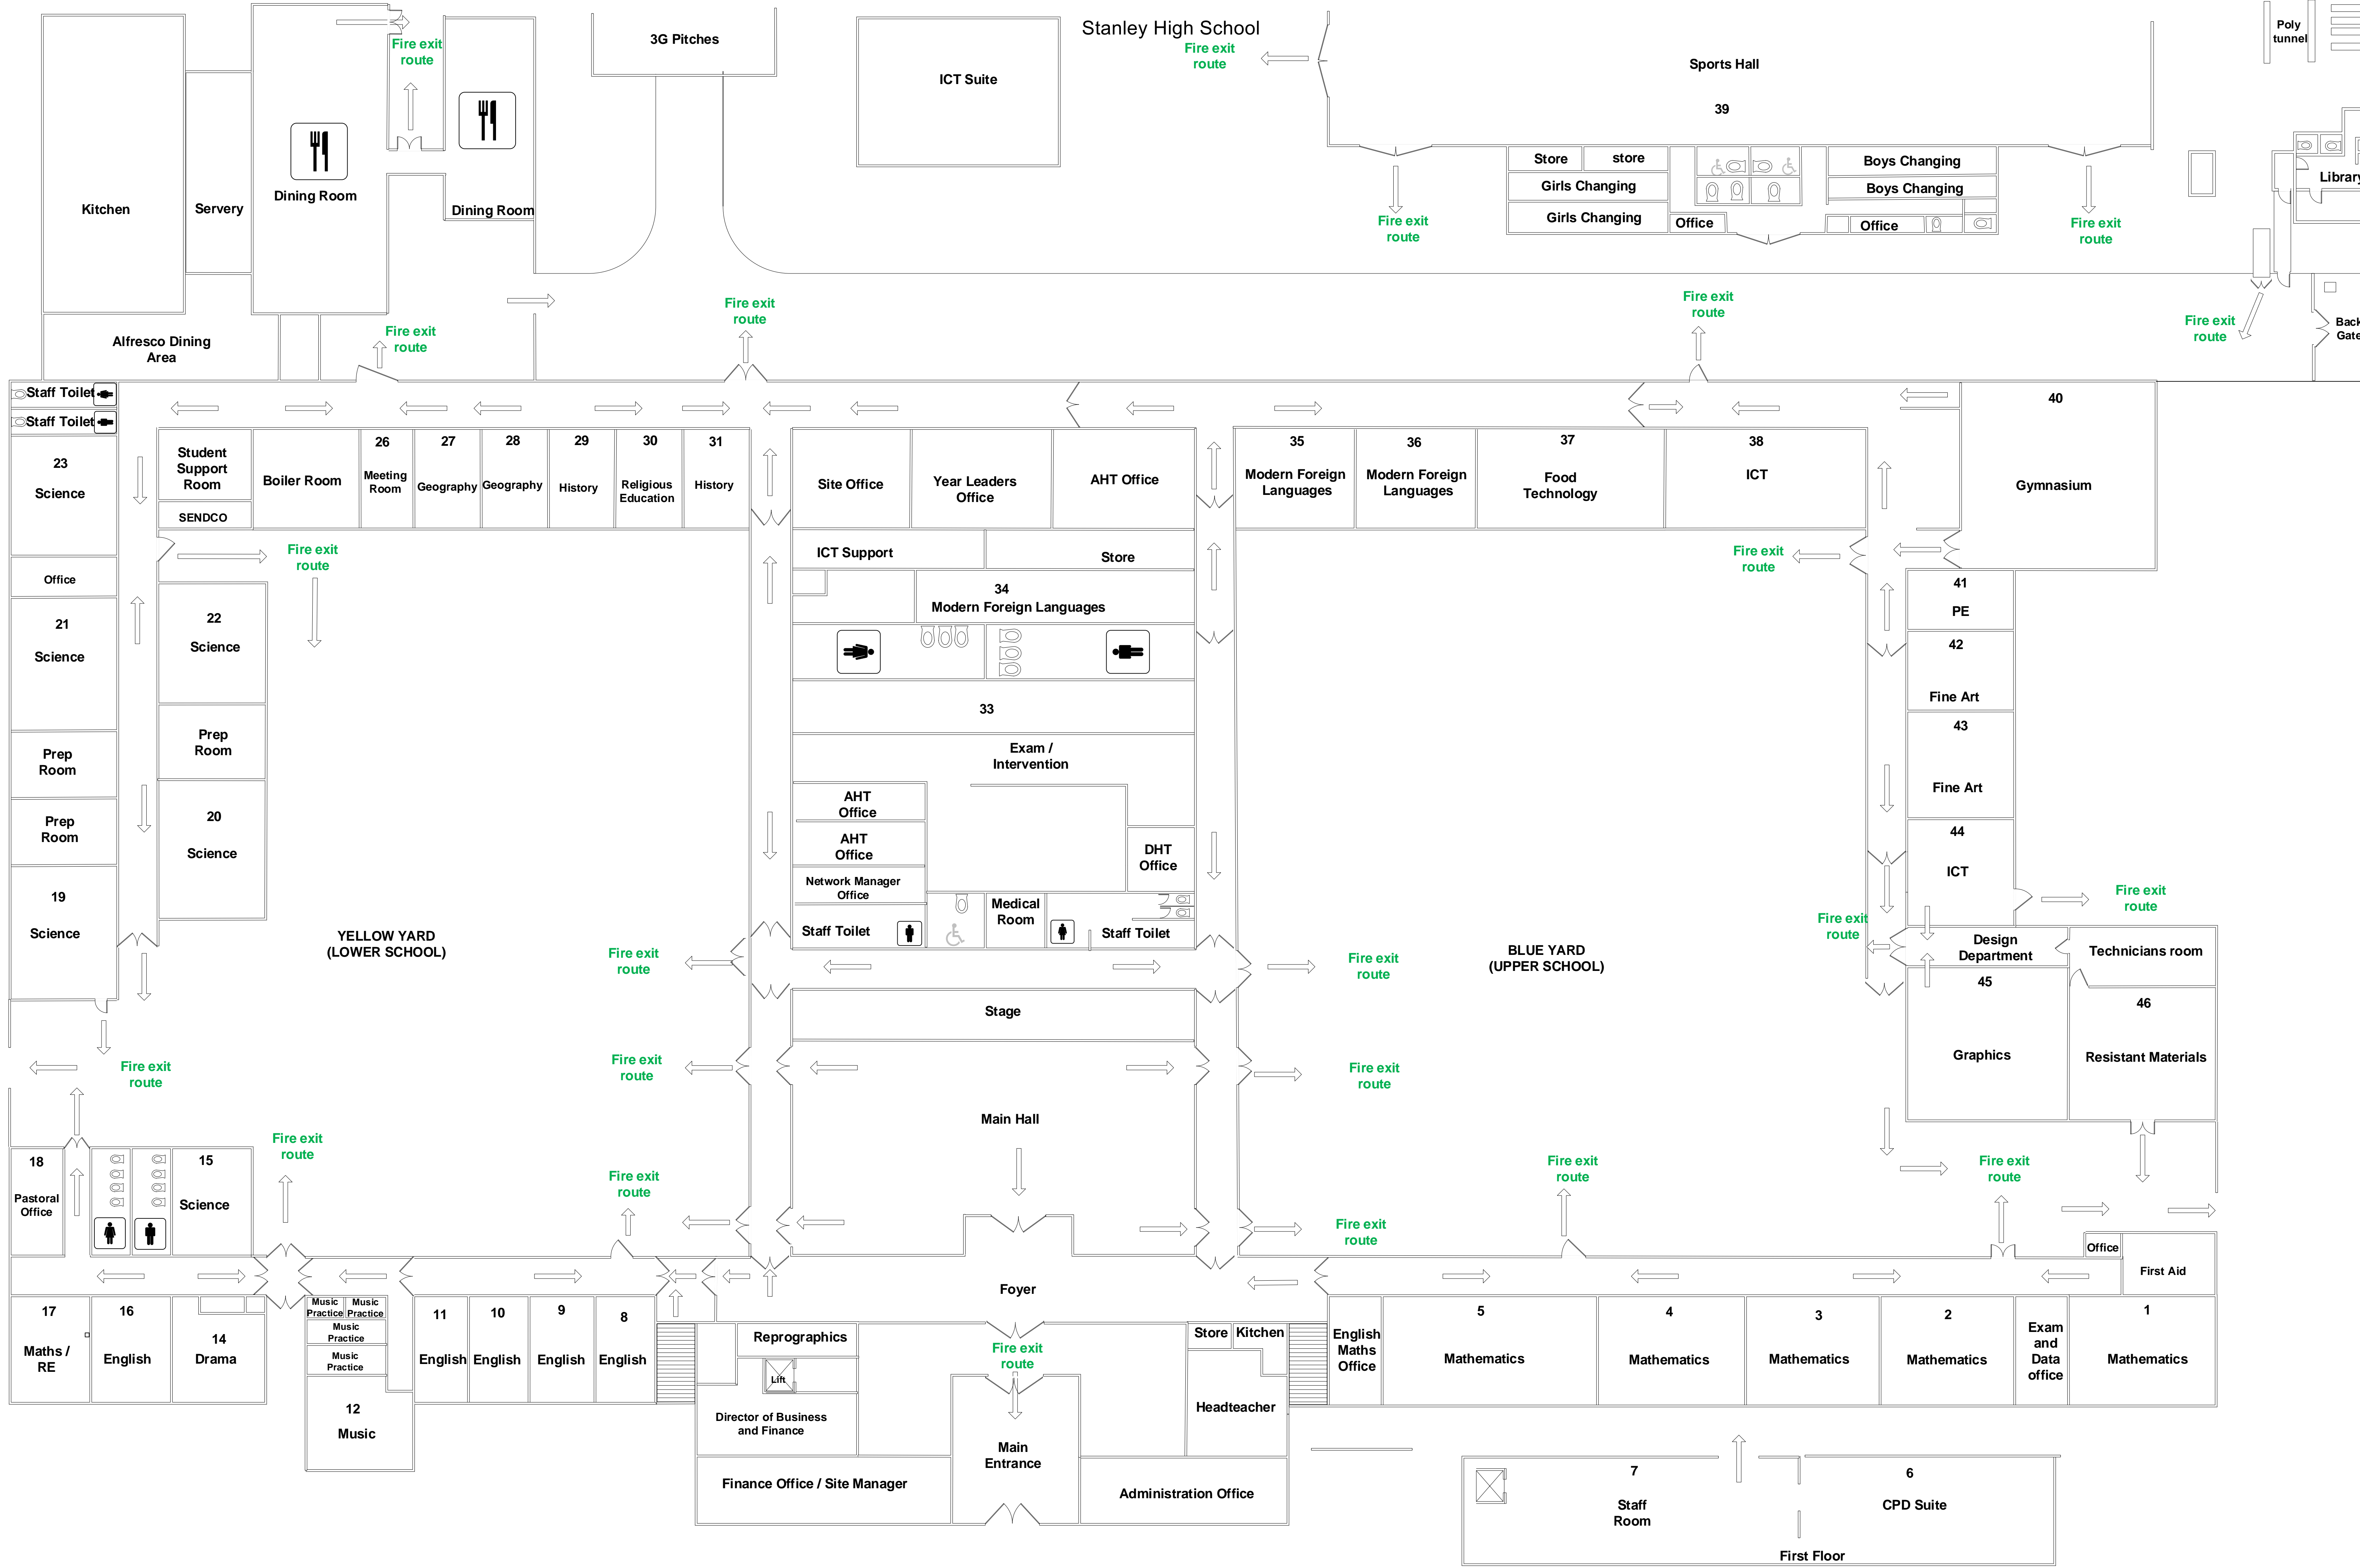 Stanley High School
3G Pitches
ICT Suite
Sports Hall
39
Poly
tunnel
Fire exit
route
Fire exit
route
Kitchen
Servery
Dining Room
Dining Room
Store
store
Girls Changing
Girls Changing
Office
Boys Changing
Boys Changing
Office
Library
Fire exit
route
Fire exit
route
Alfresco Dining
Area
Fire exit
route
Fire exit
route
Fire exit
route
Fire exit
route
Back
Gate
Staff Toilet
Staff Toilet
23
Science
Student
Support
Room
SENDCO
Boiler Room
26
Meeting
Room
27
Geography
28
Geography
29
History
30
Religious
Education
31
History
Site Office
Year Leaders
Office
AHT Office
35
Modern Foreign
Languages
36
Modern Foreign
Languages
37
Food
Technology
38
ICT
40
Gymnasium
Fire exit
route
ICT Support
Store
Fire exit
route
Office
34
Modern Foreign Languages
41
PE
21
Science
22
Science
42
Fine Art
33
43
Fine Art
Prep
Room
Prep
Room
Exam /
Intervention
Prep
Room
20
Science
AHT
Office
AHT
Office
Network Manager
Office
DHT
Office
44
ICT
19
Science
Medical
Room
Staff Toilet
Staff Toilet
Fire exit
route
Fire exit
route
YELLOW YARD
(LOWER SCHOOL)
Fire exit
route
Fire exit
route
BLUE YARD
(UPPER SCHOOL)
Design
Department
Technicians room
45
Graphics
46
Resistant Materials
Stage
Fire exit
route
Fire exit
route
Fire exit
route
Main Hall
18
Pastoral
Office
15
Science
Fire exit
route
Fire exit
route
Fire exit
route
Fire exit
route
Fire exit
route
Office
First Aid
Foyer
17
Maths /
RE
16
English
14
Drama
Music
Practice
Music
Practice
Music
Practice
Music
Practice
12
Music
11
English
10
English
9
English
8
English
Reprographics
Lift
Director of Business
and Finance
Finance Office / Site Manager
Fire exit
route
Main
Entrance
Store
Kitchen
Headteacher
Administration Office
English
Maths
Office
5
Mathematics
4
Mathematics
3
Mathematics
2
Mathematics
Exam
and
Data
office
1
Mathematics
7
Staff
Room
6
CPD Suite
First Floor